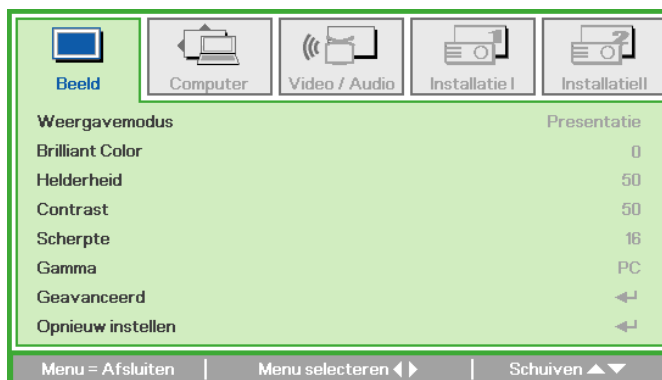 Beeld Computer Video / Audio Installatie I InstallatieII
Weergavemodus Presentatie
Brilliant Color 0
Helderheid 50
Contrast 50
Scherpte 16
Gamma PC
Geavanceerd
Opnieuw instellen
Menu = Afsluiten Menu selecteren Schuiven